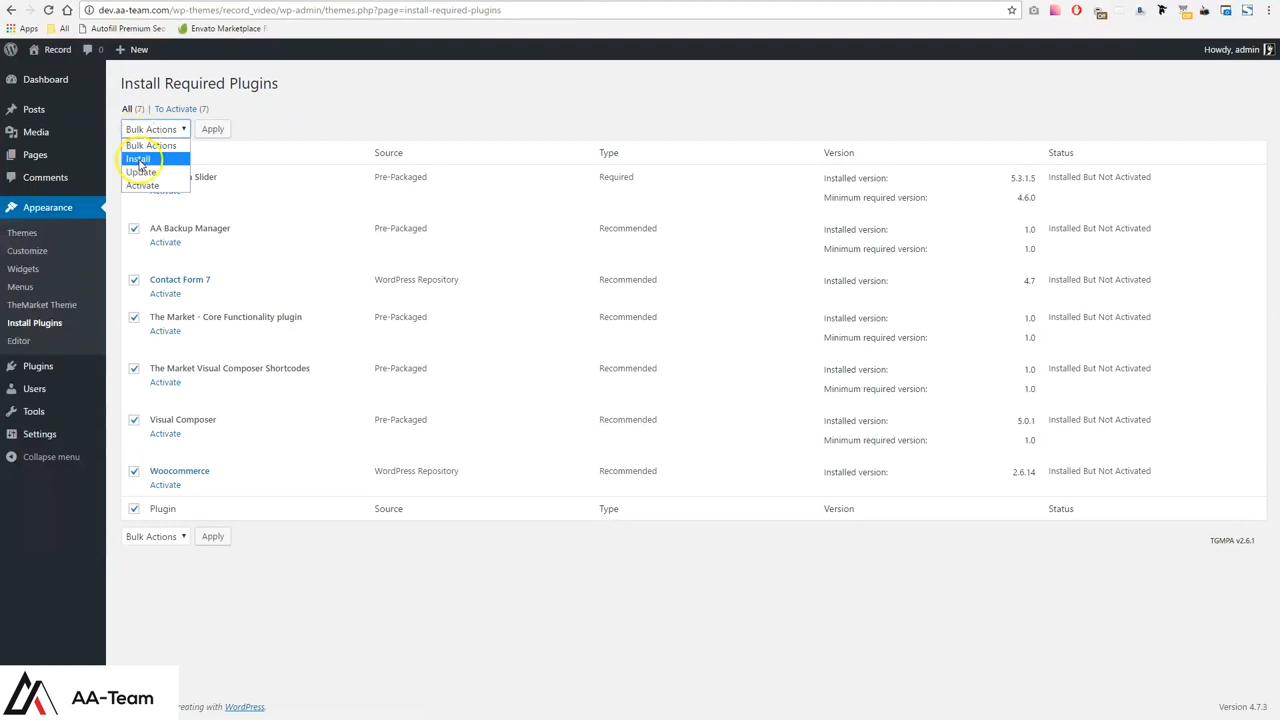 dev.aa-team.com/wp-themes/record_video/wp-admin/themes.php?page=install-required-plugins
Apps All Autofill Premium Se Envato Marketplace F
Record 0 New Howdy, admin
Dashboard
Posts
Media
Pages
Comments
Appearance
Themes
Customize
Widgets
Menus
TheMarket Theme
Install Plugins
Editor
Plugins
Users
Tools
Settings
Collapse menu
Install Required Plugins
All (7) | To Activate (7)
Bulk Actions Apply
Bulk Actions
Install
Update
Activate
Source Type Version Status
Slider Pre-Packaged Required Installed version: 5.3.1.5 Installed But Not Activated
Minimum required version: 4.6.0
AA Backup Manager Pre-Packaged Recommended Installed version: 1.0 Installed But Not Activated
Activate Minimum required version: 1.0
Contact Form 7 WordPress Repository Recommended Installed version: 4.7 Installed But Not Activated
Activate
The Market - Core Functionality plugin Pre-Packaged Recommended Installed version: 1.0 Installed But Not Activated
Activate Minimum required version: 1.0
The Market Visual Composer Shortcodes Pre-Packaged Recommended Installed version: 1.0 Installed But Not Activated
Activate Minimum required version: 1.0
Visual Composer Pre-Packaged Recommended Installed version: 5.0.1 Installed But Not Activated
Activate Minimum required version: 1.0
Woocommerce WordPress Repository Recommended Installed version: 2.6.14 Installed But Not Activated
Activate
Plugin Source Type Version Status
Bulk Actions Apply
TGMPA v2.6.1
AA-Team
creating with WordPress.
Version 4.7.3